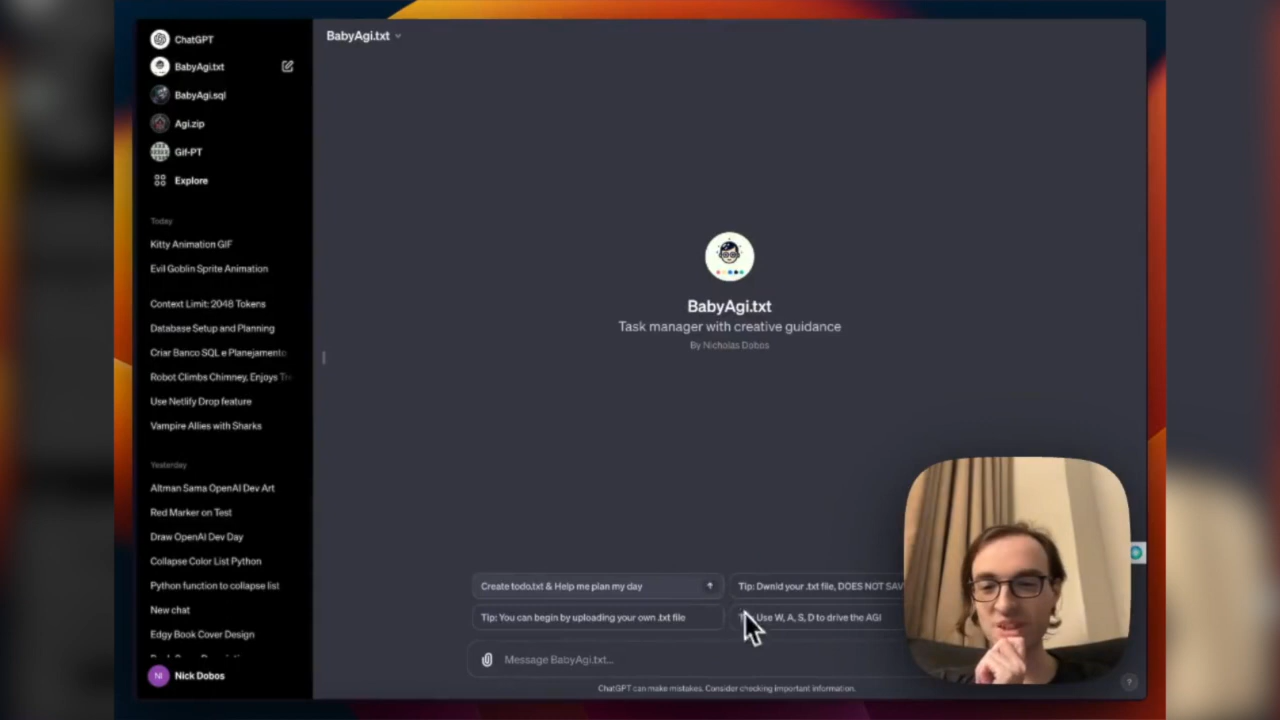 ChatGPT
BabyAgi.txt
BabyAgi.sql
Agi.zip
Gif-PT
Explore
Today
Kitty Animation GIF
Evil Goblin Sprite Animation
Context Limit: 2048 Tokens
Database Setup and Planning
Criar Banco SQL e Planejamento
Robot Climbs Chimney, Enjoys
Use Netlify Drop feature
Vampire Allies with Sharks
Yesterday
Altman Sama OpenAI Dev Art
Red Marker on Test
Draw OpenAI Dev Day
Collapse Color List Python
Python function to collapse list
New chat
Edgy Book Cover Design
NI Nick Dobos
BabyAgi.txt
BabyAgi.txt
Task manager with creative guidance
By Nicholas Dobos
Create todo.txt & Help me plan my day
Tip: Dwnld your .txt file, DOES NOT SAV
Tip: You can begin by uploading your own .txt file
Use W, A, S, D to drive the AGI
Message BabyAgi.txt...
ChatGPT can make mistakes. Consider checking important information.
?